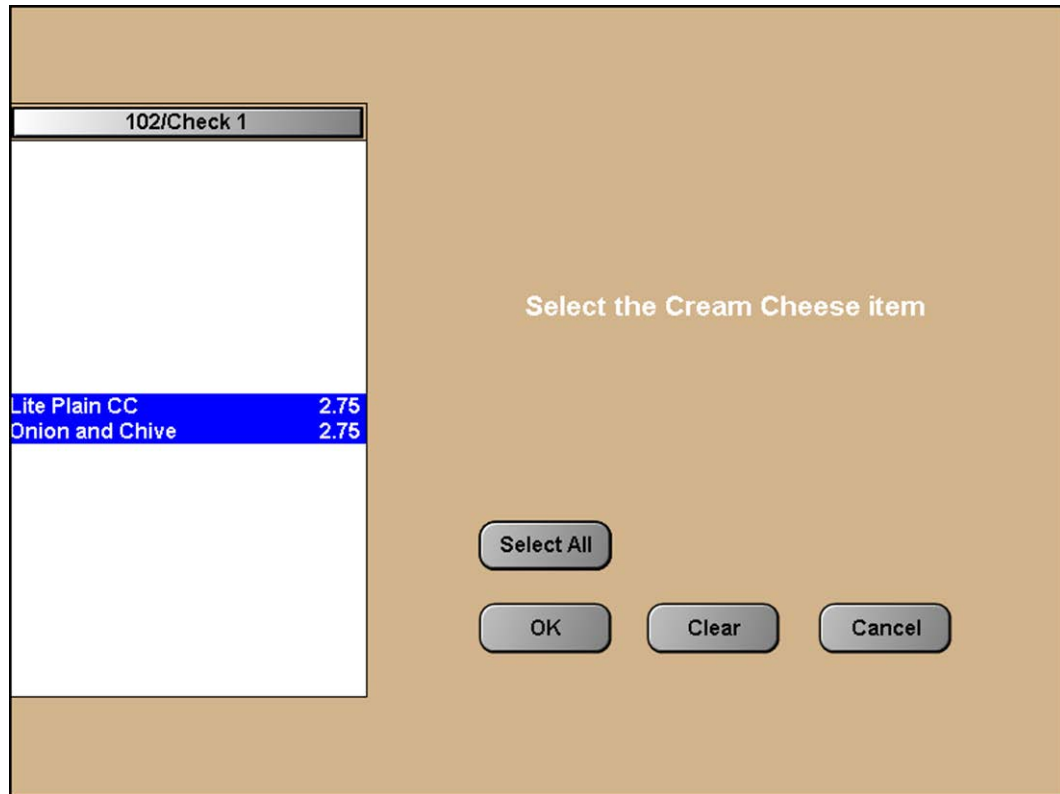 102/Check 1
Select the Cream Cheese item
Lite Plain CC 2.75
Onion and Chive 2.75
Select All
OK Clear Cancel